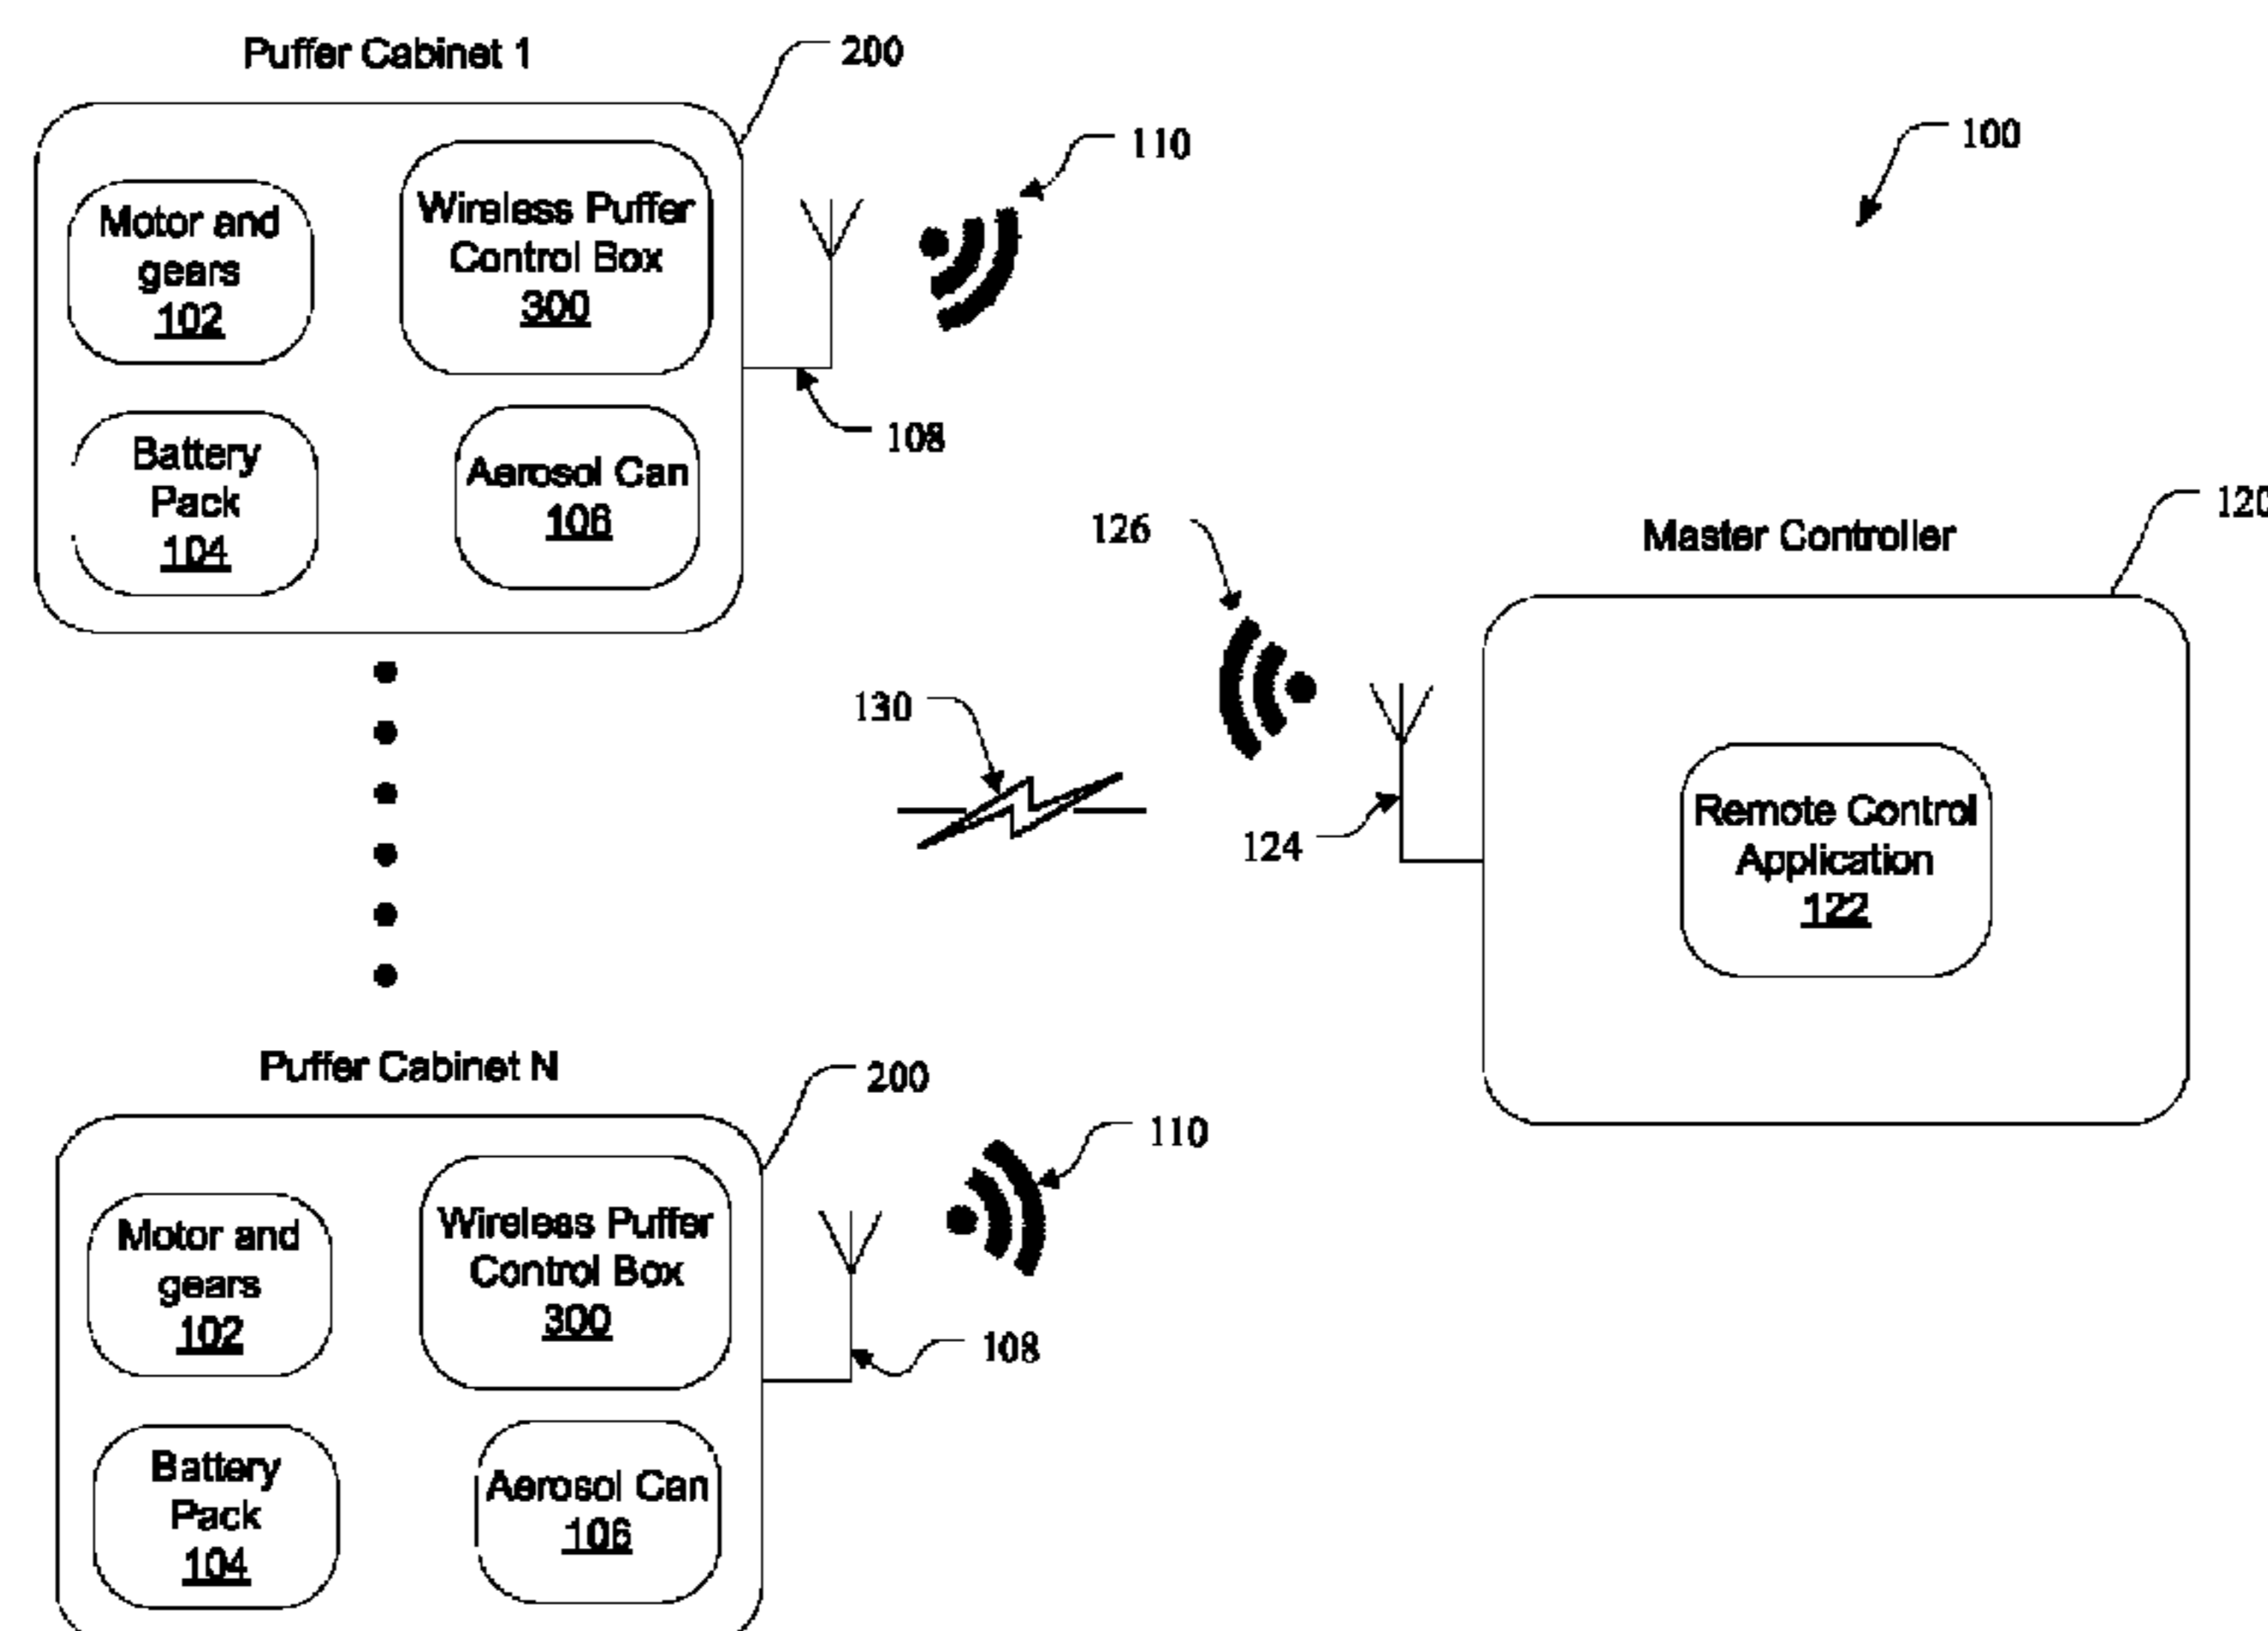 Puffer Cabinet 1
200
110
100
Motor and
gears
102
Wireless Puffer
Control Box
300
108
Battery
Pack
104
Aerosol Can
106
126
Master Controller
120
130
124
Remote Control
Application
122
Puffer Cabinet N
200
110
Motor and
gears
102
Wireless Puffer
Control Box
300
108
Battery
Pack
104
Aerosol Can
106